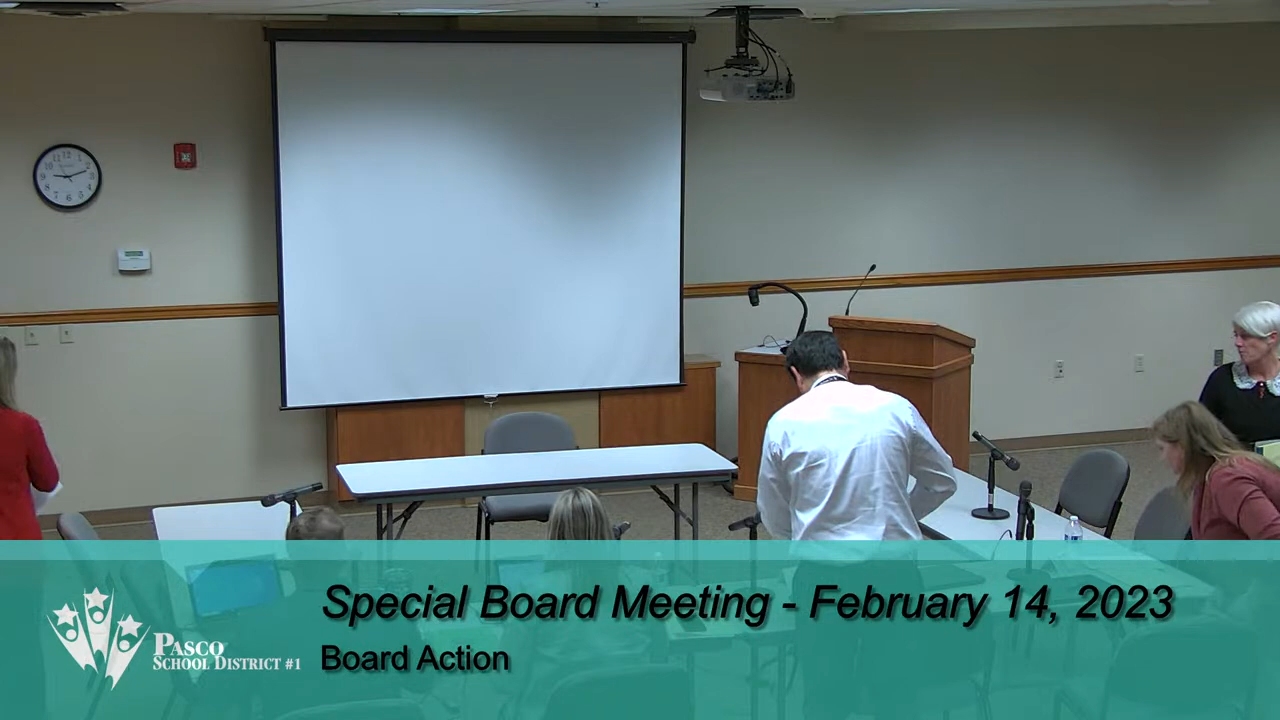 Special Board Meeting - February 14, 2023
Board Action
PASCO
SCHOOL DISTRICT #1